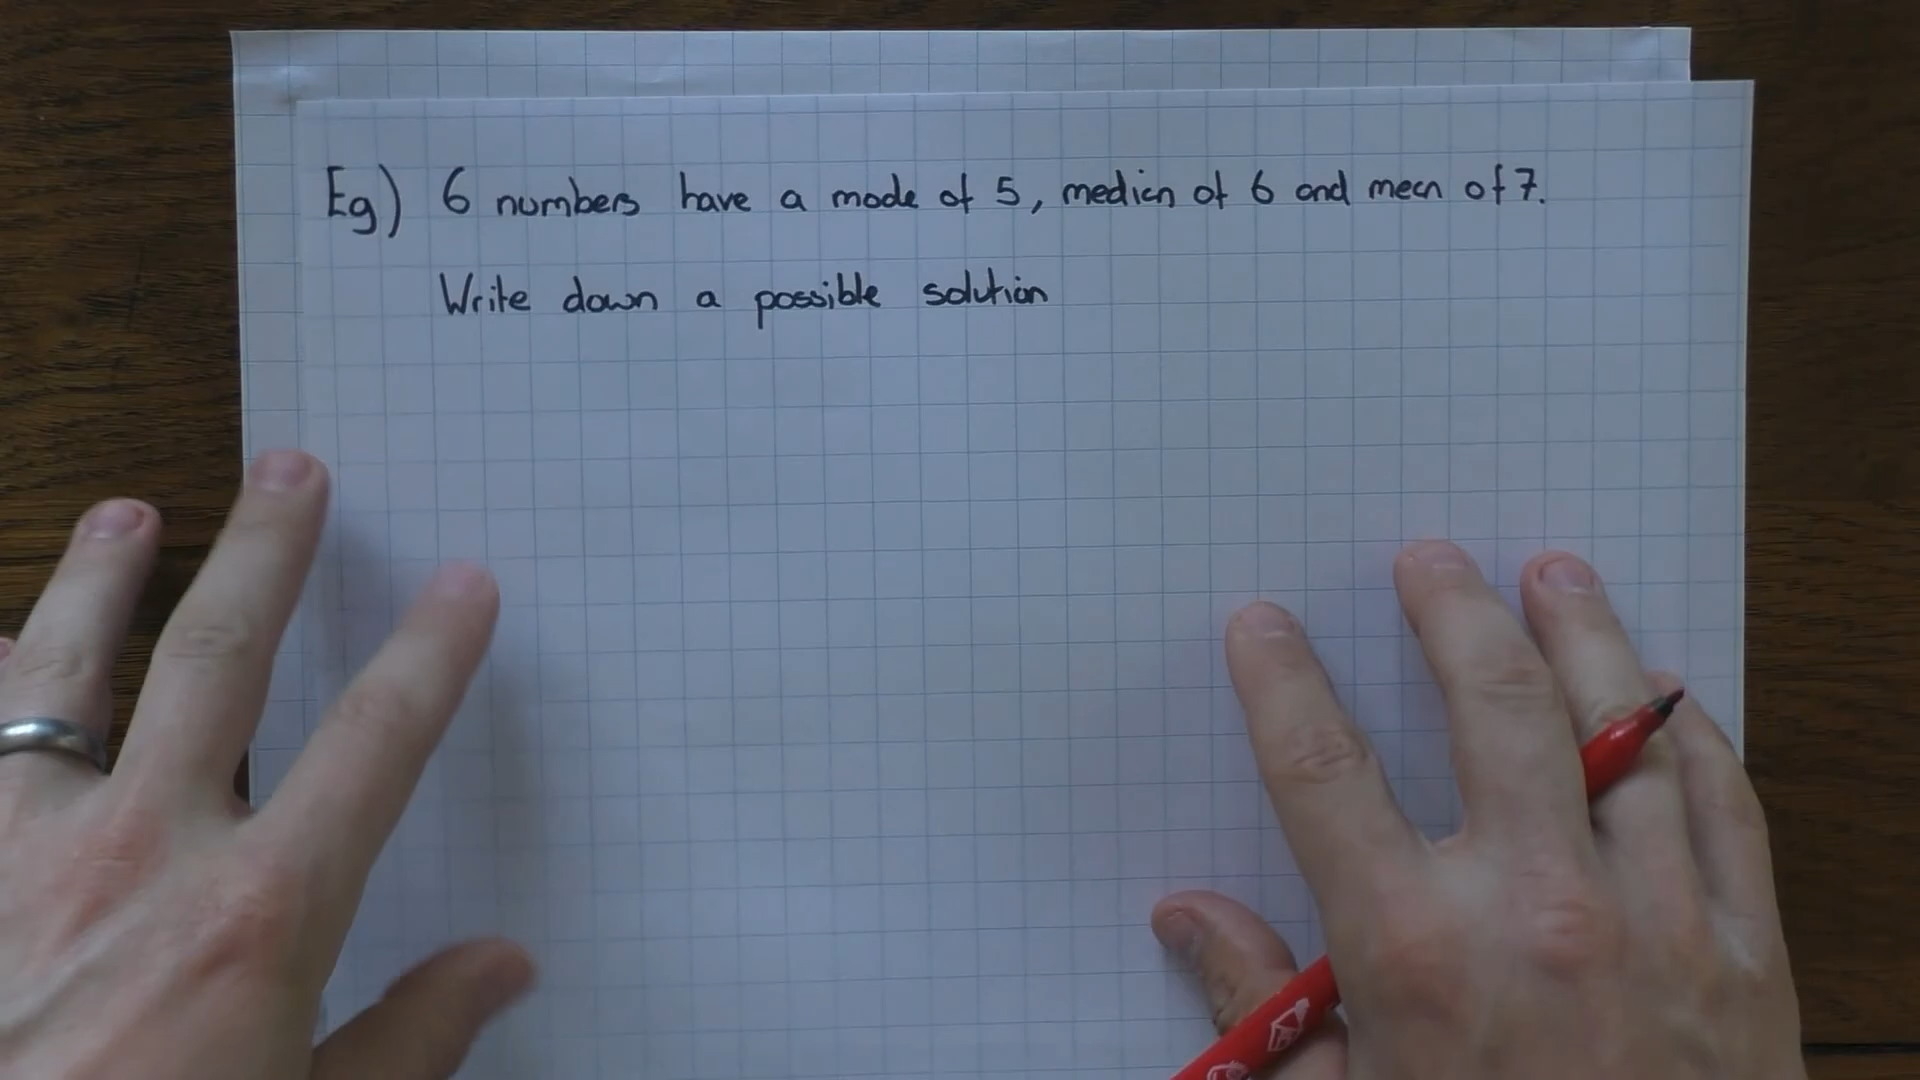 Eg) 6 numbers have a mode of 5, median of 6 and mean of 7.
Write down a possible solution